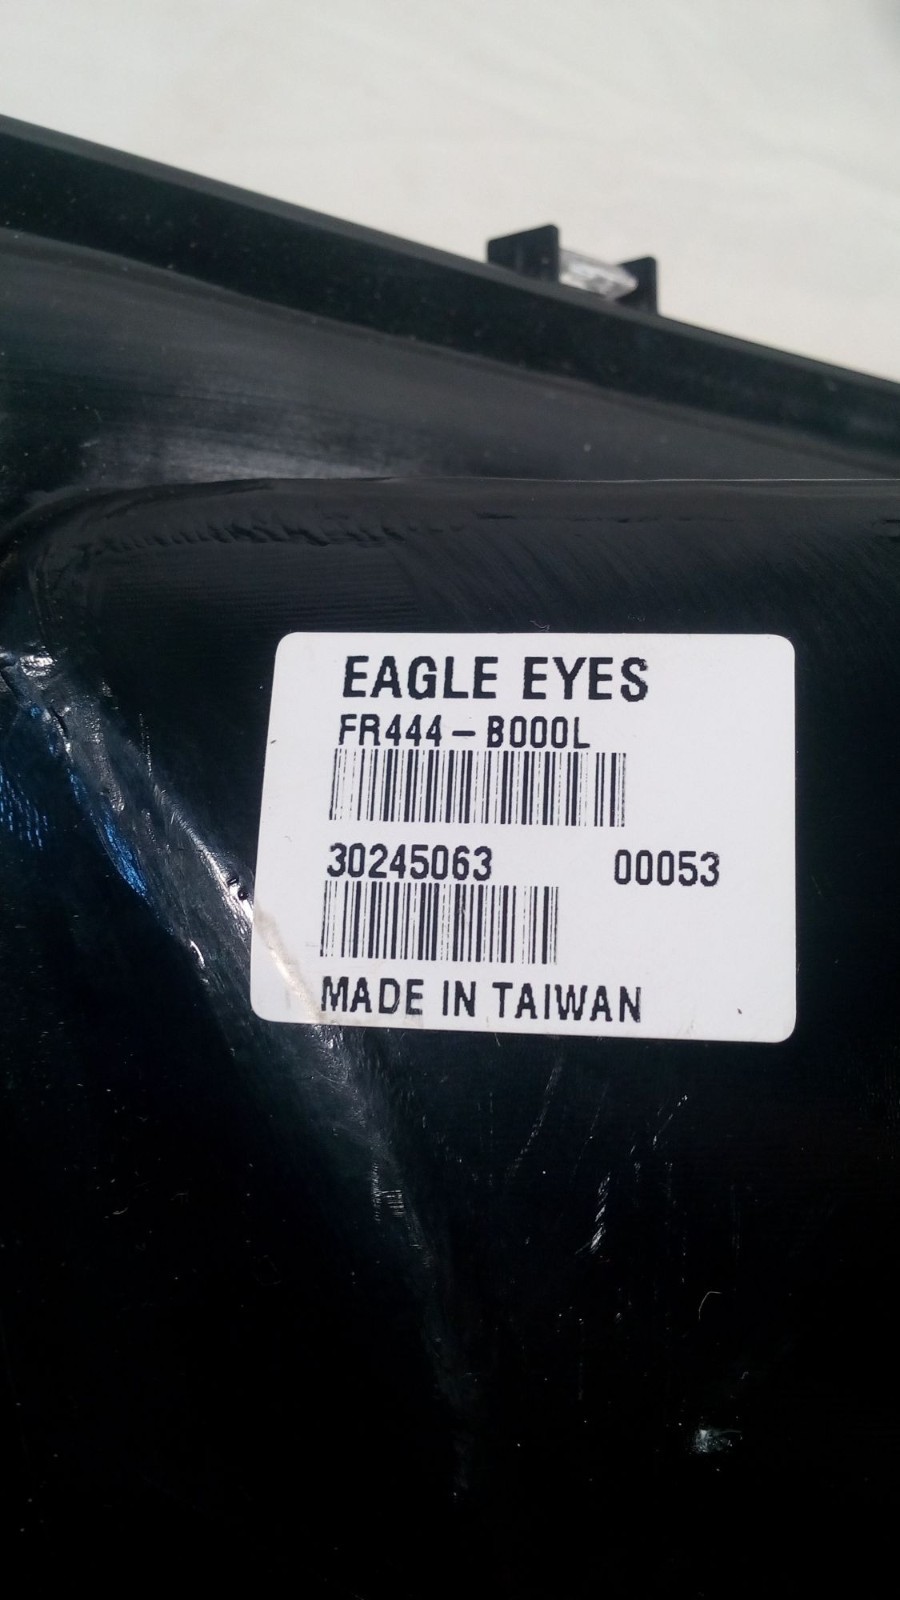 EAGLE EYES
FR444-B000L
30245063 00053
MADE IN TAIWAN